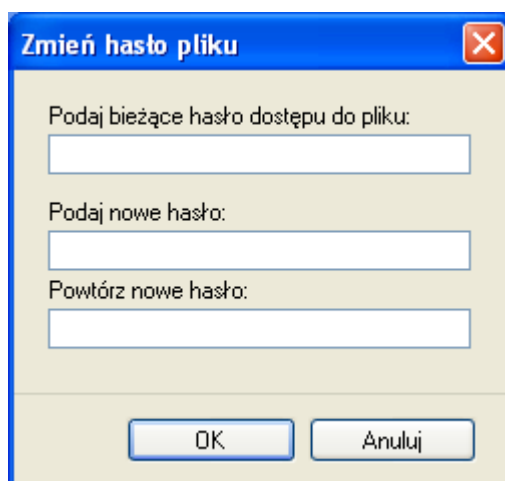 Zmień hasło pliku
Podaj bieżące hasło dostępu do pliku:
Podaj nowe hasło:
Powtórz nowe hasło:
OK
Anuluj